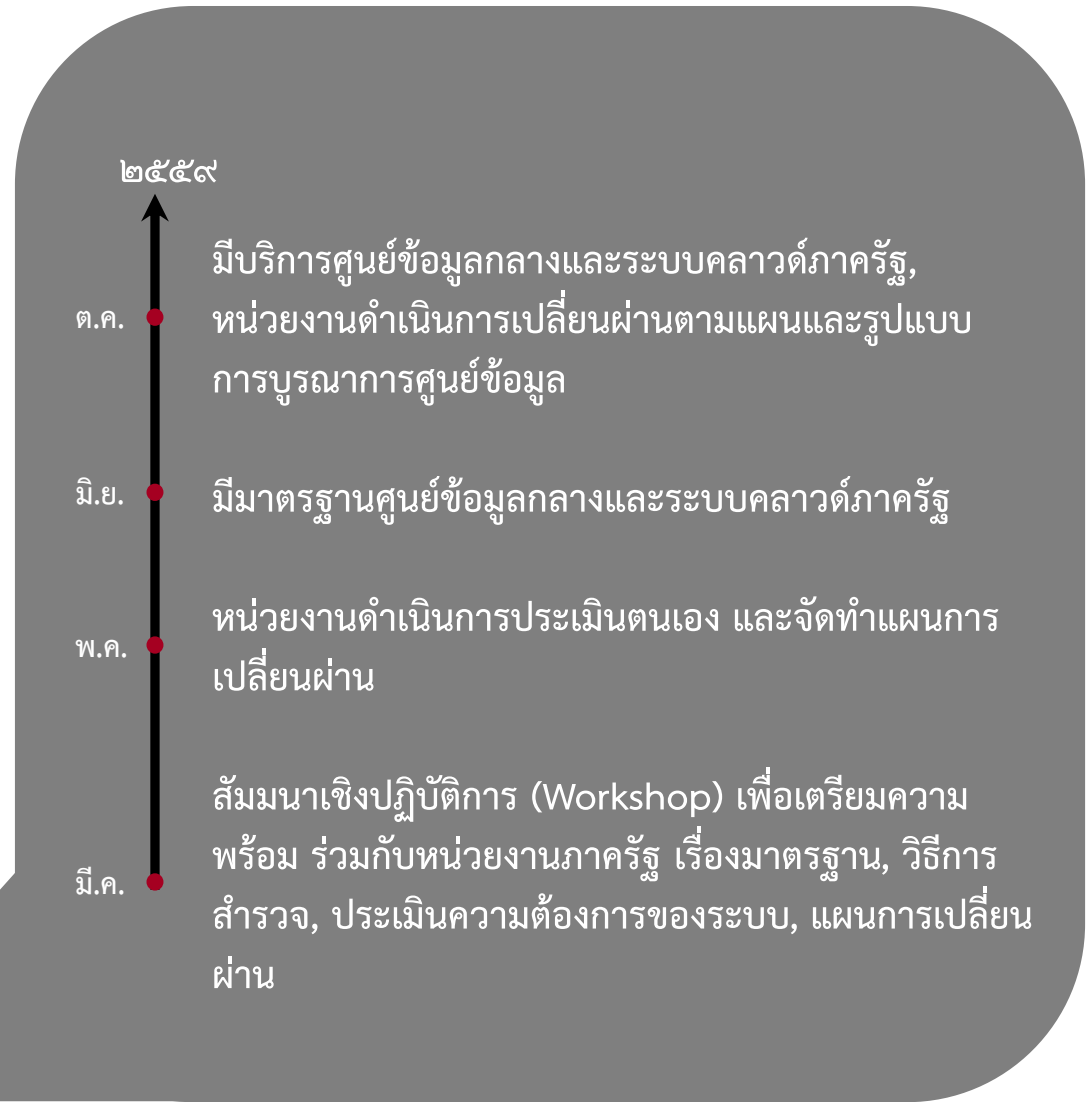 ๒๕๕๙
ต.ค.
มีบริการศูนย์ข้อมูลกลางและระบบคลาวด์ภาครัฐ,
หน่วยงานดำเนินการเปลี่ยนผ่านตามแผนและรูปแบบ
การบูรณาการศูนย์ข้อมูล
มิ.ย.
มีมาตรฐานศูนย์ข้อมูลกลางและระบบคลาวด์ภาครัฐ
พ.ค.
หน่วยงานดำเนินการประเมินตนเอง และจัดทำแผนการ
เปลี่ยนผ่าน
มี.ค.
สัมมนาเชิงปฏิบัติการ (Workshop) เพื่อเตรียมความ
พร้อม ร่วมกับหน่วยงานภาครัฐ เรื่องมาตรฐาน, วิธีการ
สำรวจ, ประเมินความต้องการของระบบ, แผนการเปลี่ยน
ผ่าน